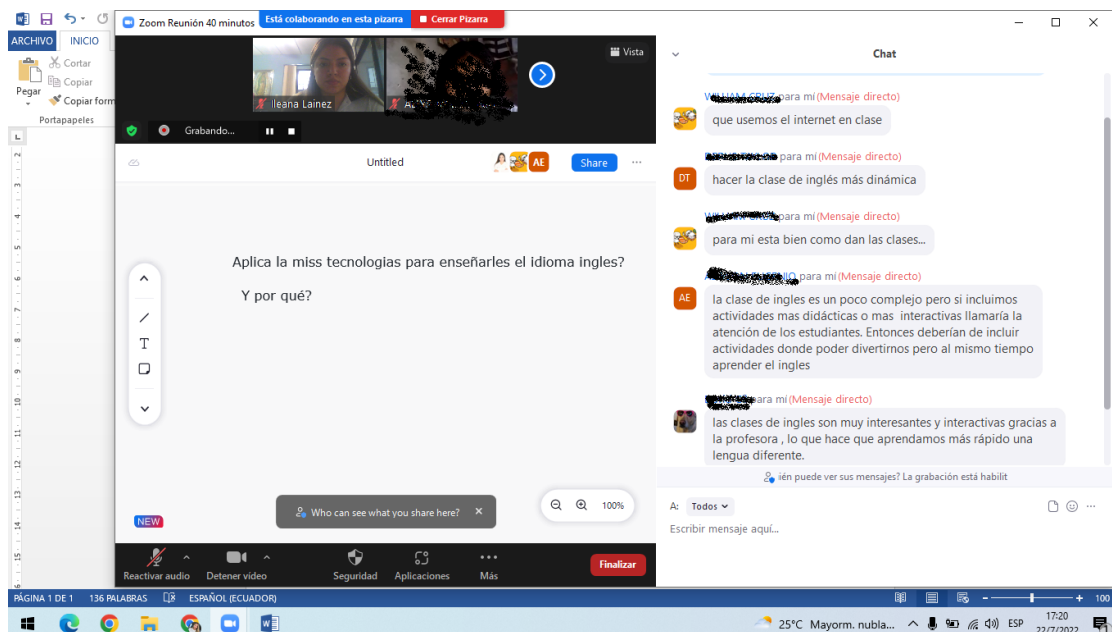 Zoom Reunión 40 minutos
Está colaborando en esta pizarra
Cerrar Pizarra
ARCHIVO
INICIO
Cortar
Copiar
Copiar form
Pegar
Portapapeles
Vista
Ileana Lainez
Grabando...
Untitled
AE
Share
Aplica la miss tecnologias para enseñarles el idioma ingles?
Y por qué?
T
NEW
Who can see what you share here?
100%
Reactivar audio
Detener video
Seguridad
Aplicaciones
Más
Finalizar
Chat
para mí (Mensaje directo)
que usemos el internet en clase
para mí (Mensaje directo)
DT
hacer la clase de inglés más dinámica
para mí (Mensaje directo)
para mi esta bien como dan las clases...
para mí (Mensaje directo)
AE
la clase de ingles es un poco complejo pero si incluimos
actividades mas didácticas o mas interactivas llamaría la
atención de los estudiantes. Entonces deberían de incluir
actividades donde poder divertirnos pero al mismo tiempo
aprender el ingles
para mí (Mensaje directo)
las clases de ingles son muy interesantes y interactivas gracias a
la profesora , lo que hace que aprendamos más rápido una
lengua diferente.
ién puede ver sus mensajes? La grabación está habilit
A: Todos
Escribir mensaje aquí...
PÁGINA 1 DE 1
136 PALABRAS
ESPAÑOL (ECUADOR)
100
25°C Mayorm. nubla...
ESP
17:20
22/7/2022